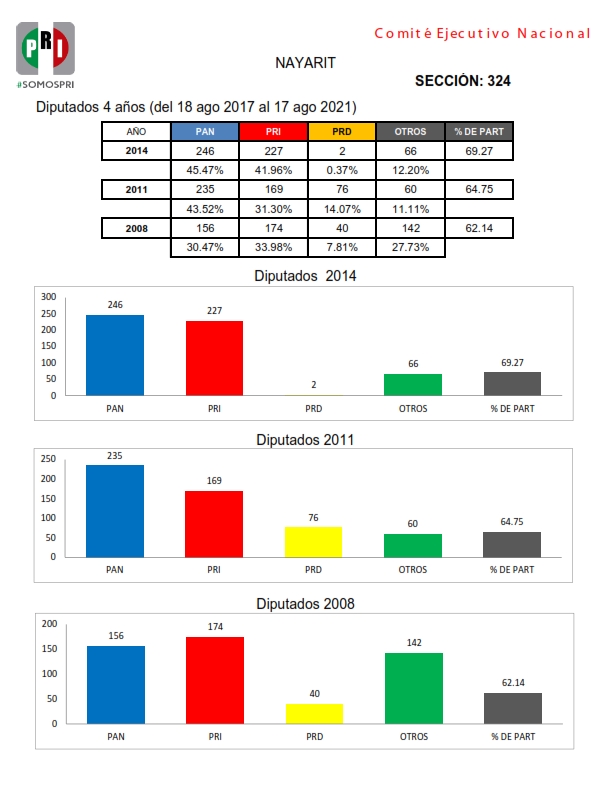 Comité Ejecutivo Nacional
PRI
#SOMOSPRI
NAYARIT
SECCIÓN: 324
Diputados 4 años (del 18 ago 2017 al 17 ago 2021)
AÑO PAN PRI PRD OTROS % DE PART
2014 246 227 2 66 69.27
45.47% 41.96% 0.37% 12.20%
2011 235 169 76 60 64.75
43.52% 31.30% 14.07% 11.11%
2008 156 174 40 142 62.14
30.47% 33.98% 7.81% 27.73%
Diputados 2014
300
250
200
150
100
50
0
246 227 2 66 69.27
PAN PRI PRD OTROS % DE PART
Diputados 2011
250
200
150
100
50
0
235 169 76 60 64.75
PAN PRI PRD OTROS % DE PART
Diputados 2008
200
150
100
50
0
156 174 40 142 62.14
PAN PRI PRD OTROS % DE PART